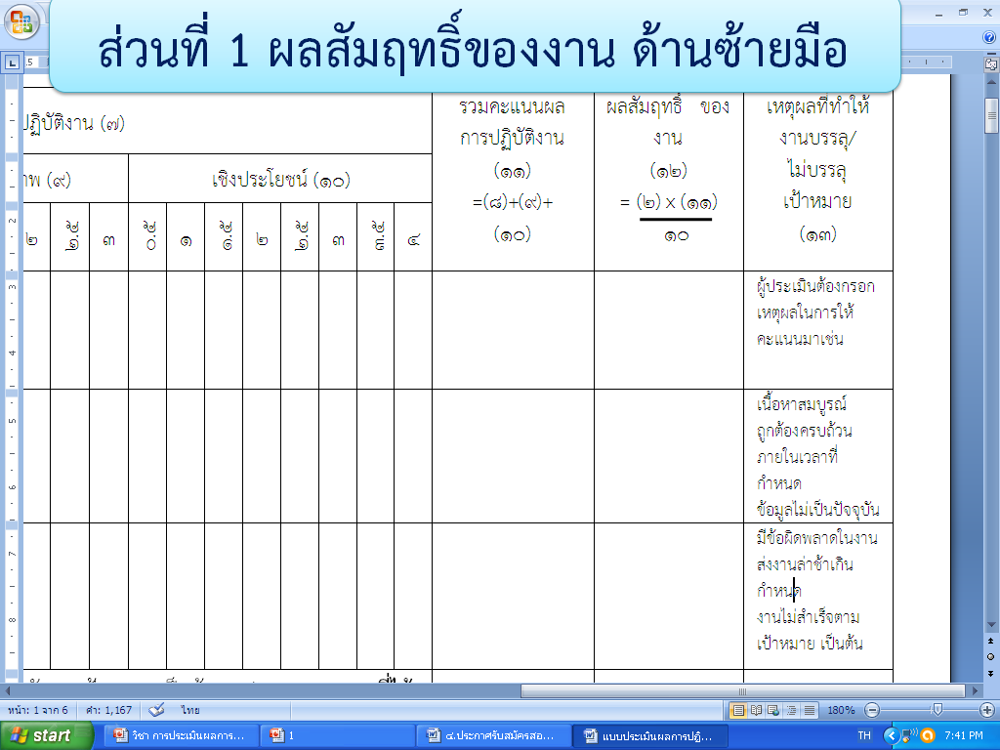 ส่วนที่ 1 ผลสัมฤทธิ์ของงาน ด้านซ้ายมือ
ปฏิบัติงาน (๗)
รวมคะแนนผล
การปฏิบัติงาน
(๑๑)
=(๘)+(๙)+
(๑๐)
ผลสัมฤทธิ์ ของ
งาน
(๑๒)
= (๒) x (๑๑)
๑๐
เหตุผลที่ทำให้
งานบรรลุ/
ไม่บรรลุ
เป้าหมาย
(๑๓)
าพ (๙)
เชิงประโยชน์ (๑๐)
๒ ๒.๕ ๓ ๐.๕ ๑ ๑.๕ ๒ ๒.๕ ๓ ๓.๕ ๔
ผู้ประเมินต้องกรอก
เหตุผลในการให้
คะแนนมาเช่น
เนื้อหาสมบูรณ์
ถูกต้องครบถ้วน
ภายในเวลาที่
กำหนด
ข้อมูลไม่เป็นปัจจุบัน
มีข้อผิดพลาดในงาน
ส่งงานล่าช้าเกิน
กำหนด
งานไม่สำเร็จตาม
เป้าหมาย เป็นต้น
หน้า: 1 จาก 6 คำ: 1,167 ไทย 180%
start วิชา การประเมินผลการ... 1 ๔.ประกาศรับสมัครสอ... แบบประเมินผลการปฏิ... TH 7:41 PM